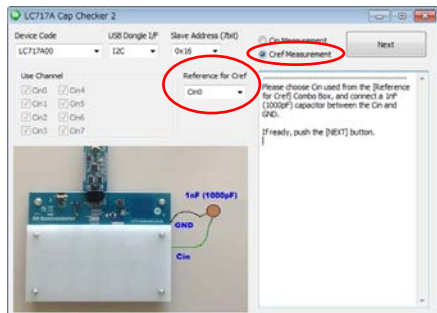 LC717A Cap Checker 2
Device Code
USB Dongle I/F
Slave Address (7bit)
LC717A00
I2C
0x16
Cin Measurement
Cref Measurement
Next
Use Channel
Cin0
Cin4
Cin1
Cin5
Cin2
Cin6
Cin3
Cin7
Reference for Cref
Cin0
Please choose Cin used from the [Reference
for Cref] Combo Box, and connect a 1nF
(1000pF) capacitor between the Cin and
GND.
If ready, push the [NEXT] button.
1nF (1000pF)
GND
Cin
ON Semiconductor